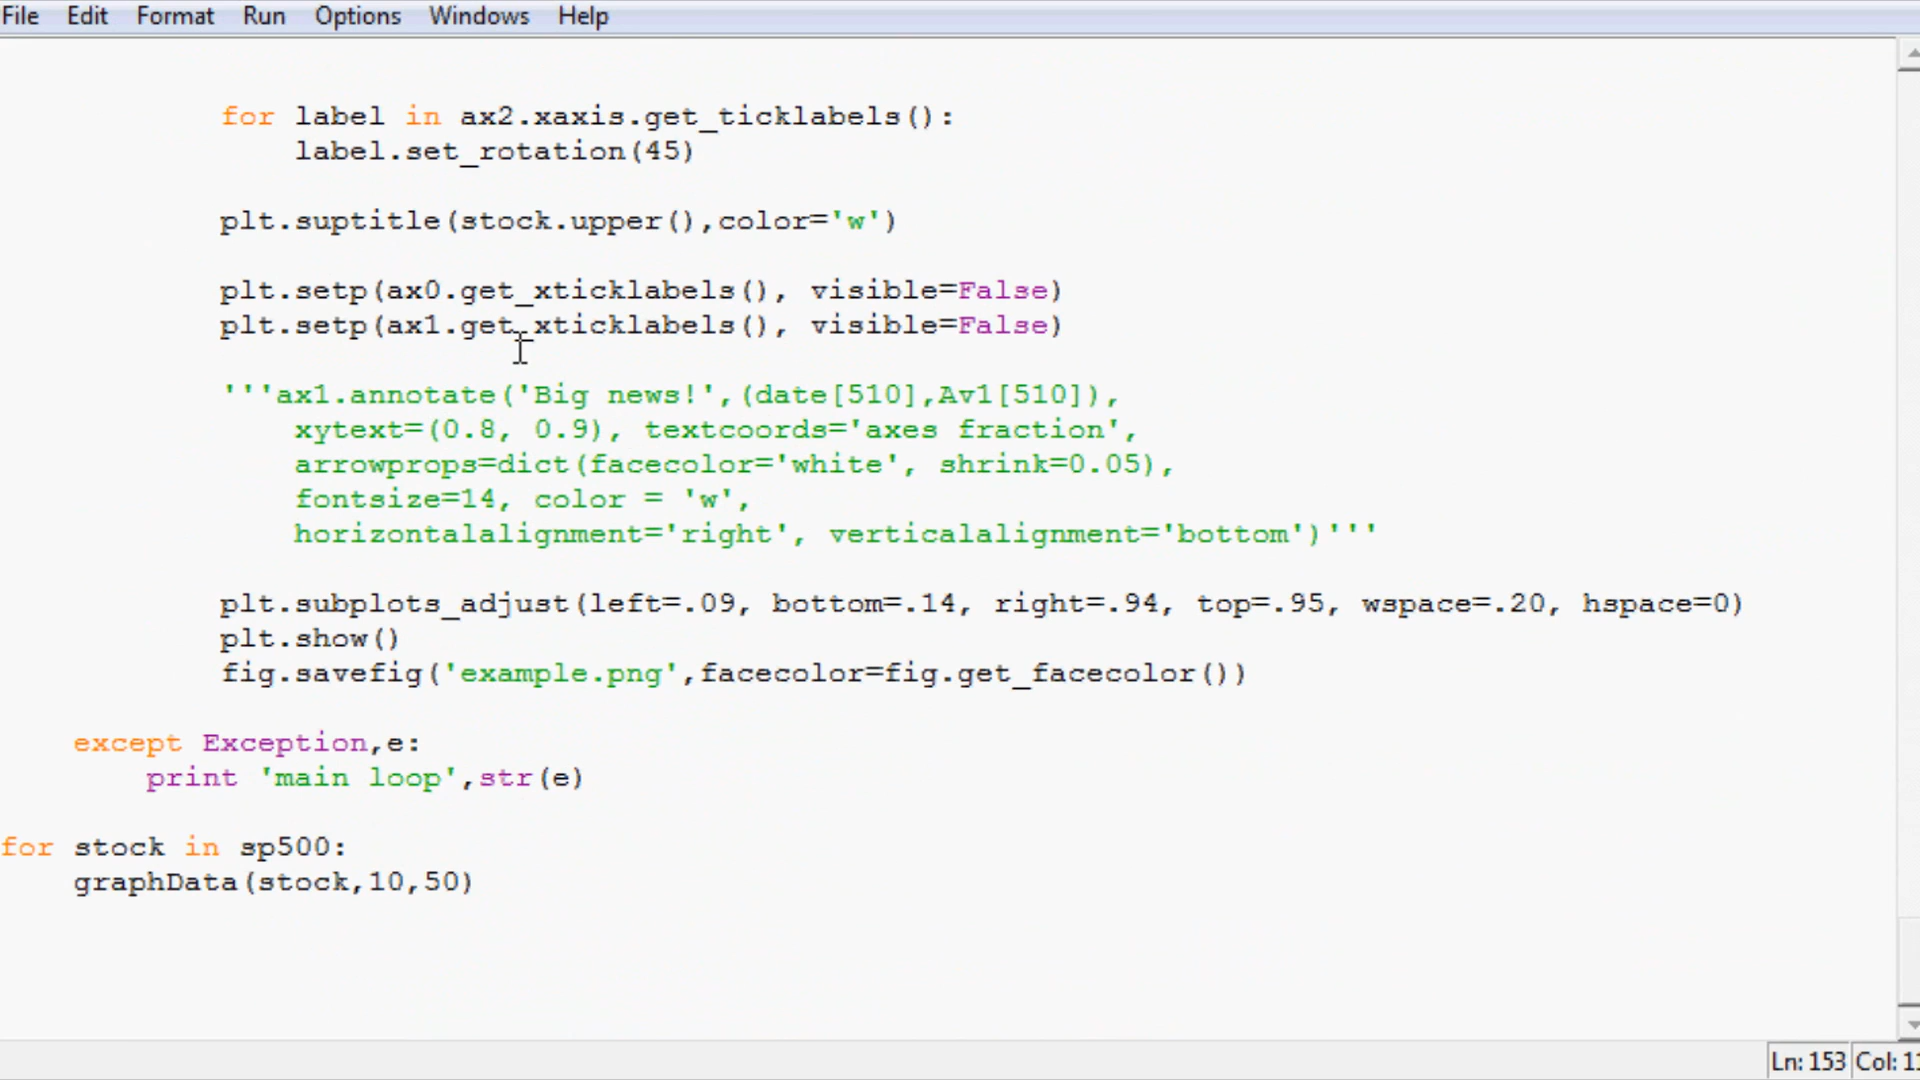 File Edit Format Run Options Windows Help
for label in ax2.xaxis.get_ticklabels():
label.set_rotation(45)
plt.suptitle(stock.upper(),color='w')
plt.setp(ax0.get_xticklabels(), visible=False)
plt.setp(ax1.get_xticklabels(), visible=False)
'''ax1.annotate('Big news!',(date[510],Av1[510]),
xytext=(0.8, 0.9), textcoords='axes fraction',
arrowprops=dict(facecolor='white', shrink=0.05),
fontsize=14, color = 'w',
horizontalalignment='right', verticalalignment='bottom')'''
plt.subplots_adjust(left=.09, bottom=.14, right=.94, top=.95, wspace=.20, hspace=0)
plt.show()
fig.savefig('example.png',facecolor=fig.get_facecolor())
except Exception,e:
print 'main loop',str(e)
for stock in sp500:
graphData(stock,10,50)
Ln: 153 Col: